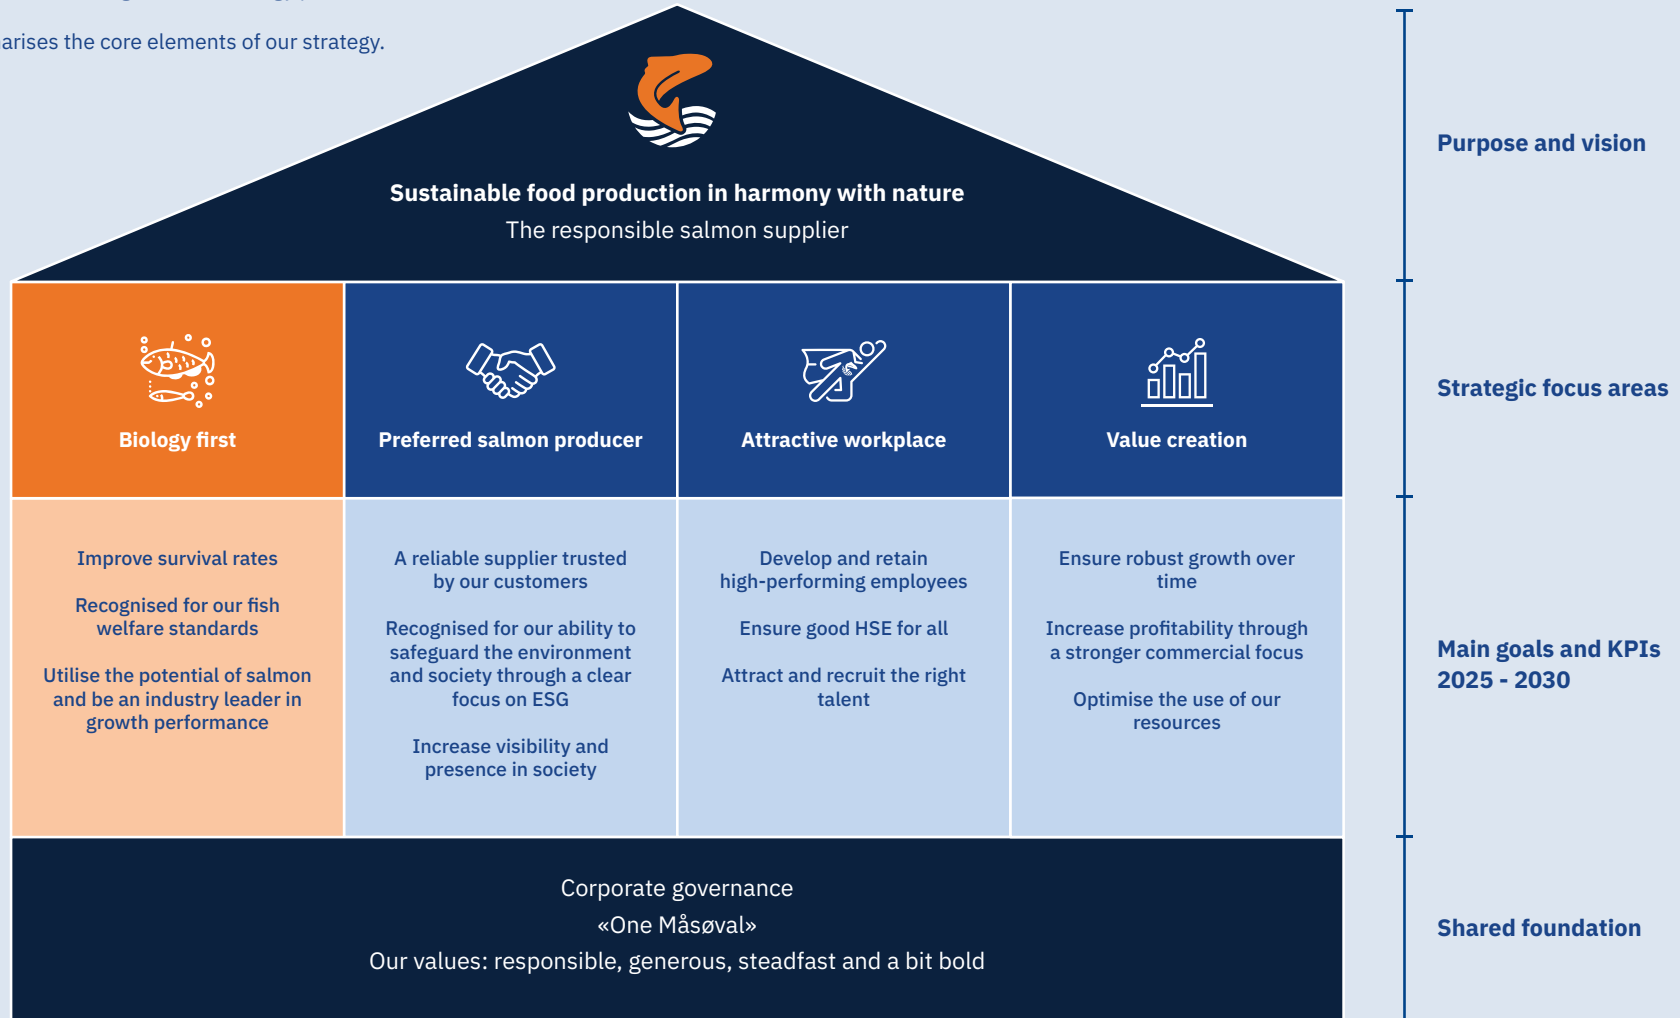 arises the core elements of our strategy.
Sustainable food production in harmony with nature
The responsible salmon supplier
Purpose and vision
Biology first
Preferred salmon producer
Attractive workplace
Value creation
Strategic focus areas
Improve survival rates
Recognised for our fish
welfare standards
Utilise the potential of salmon
and be an industry leader in
growth performance
A reliable supplier trusted
by our customers
Recognised for our ability to
safeguard the environment
and society through a clear
focus on ESG
Increase visibility and
presence in society
Develop and retain
high-performing employees
Ensure good HSE for all
Attract and recruit the right
talent
Ensure robust growth over
time
Increase profitability through
a stronger commercial focus
Optimise the use of our
resources
Main goals and KPIs
2025 - 2030
Corporate governance
«One Måsøval»
Our values: responsible, generous, steadfast and a bit bold
Shared foundation